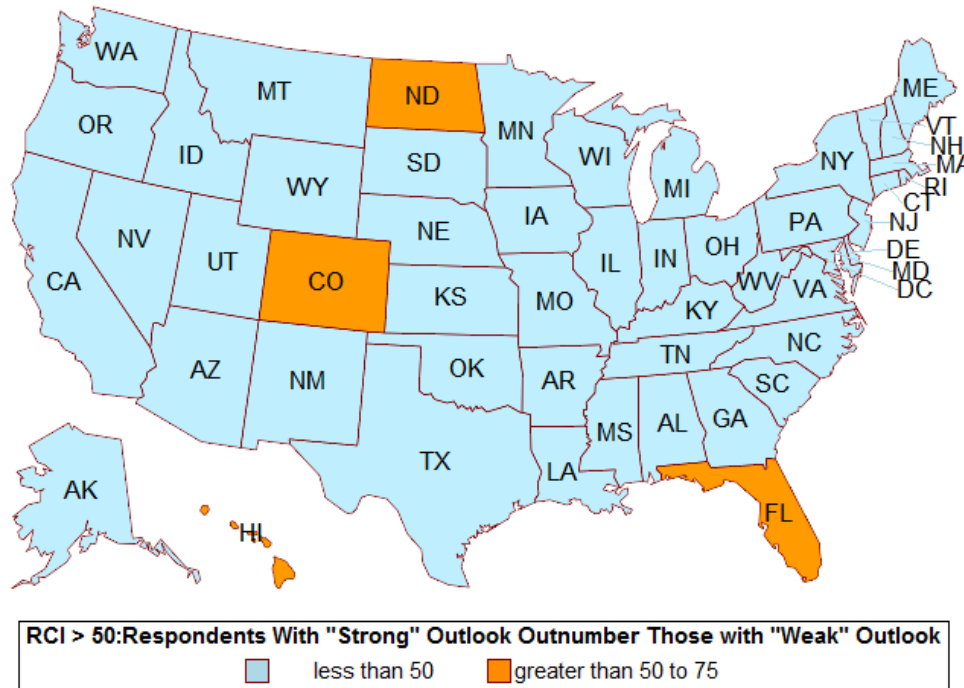 WA
MT
ND
MN
ME
OR
ID
SD
WI
VT
NH
NY
MA
WY
MI
RI
CT
IA
NE
PA
NJ
NV
UT
IL
IN
OH
DE
CA
CO
KS
MO
WV
VA
MD
DC
KY
NC
TN
AZ
NM
OK
AR
SC
MS
AL
GA
TX
LA
AK
HI
FL
RCI > 50:Respondents With "Strong" Outlook Outnumber Those with "Weak" Outlook
less than 50 greater than 50 to 75